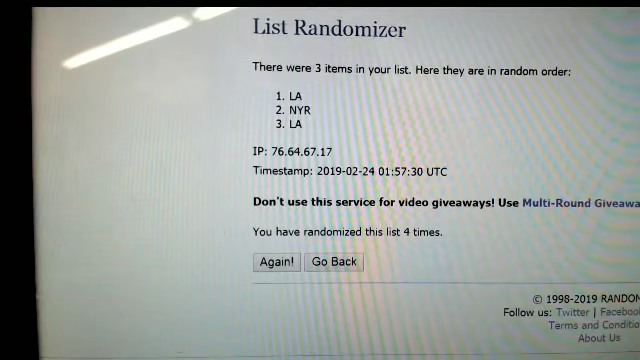 List Randomizer
There were 3 items in your list. Here they are in random order:
1. LA
2. NYR
3. LA
IP: 76.64.67.17
Timestamp: 2019-02-24 01:57:30 UTC
Don't use this service for video giveaways! Use Multi-Round Giveawa
You have randomized this list 4 times.
Again! Go Back
© 1998-2019 RANDOM
Follow us: Twitter | Faceboo
Terms and Conditio
About Us